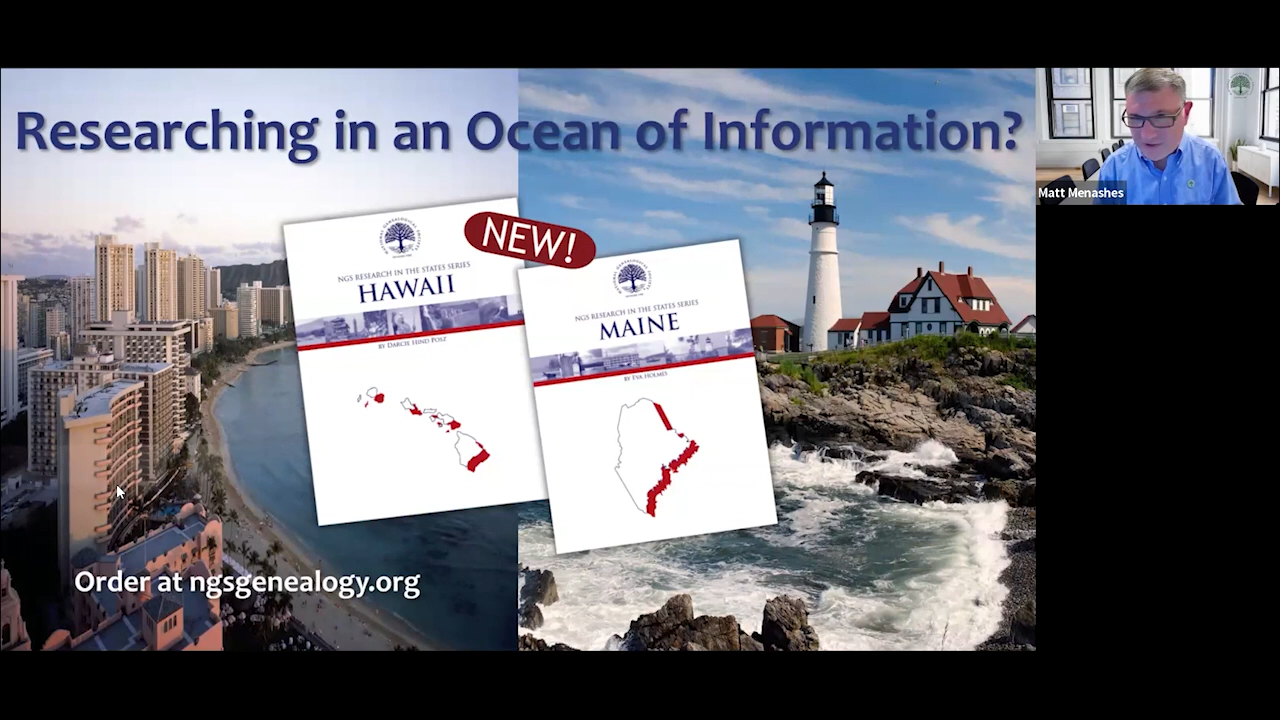 Researching in an Ocean of Information?
NEW!
NGS RESEARCH IN THE STATES SERIES
HAWAII
BY DARCIE HIND POSZ
NGS RESEARCH IN THE STATES SERIES
MAINE
BY EVA HOLMES
Order at ngsgenealogy.org
Matt Menashes